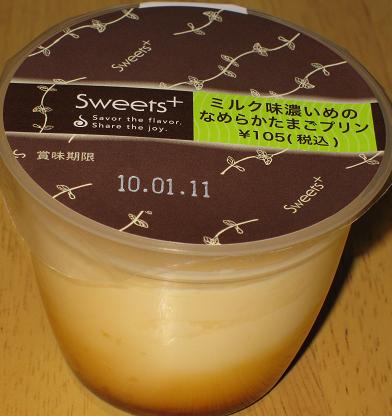 Sweets+
Sweets+
Savor the flavor.
Share the joy.
ミルク味濃いめの
なめらかたまごプリン
¥105(税込)
s
賞味期限
10.01.11
Sweets+